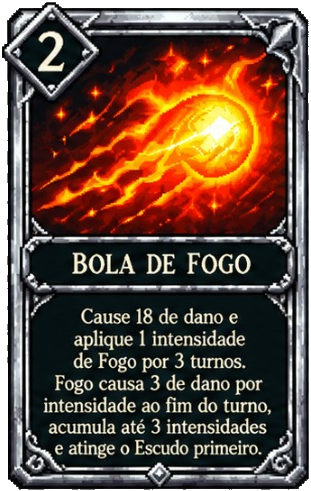 2
BOLA DE FOGO
Cause 18 de dano e
aplique 1 intensidade
de Fogo por 3 turnos.
Fogo causa 3 de dano por
intensidade ao fim do turno,
acumula até 3 intensidades
e atinge o Escudo primeiro.